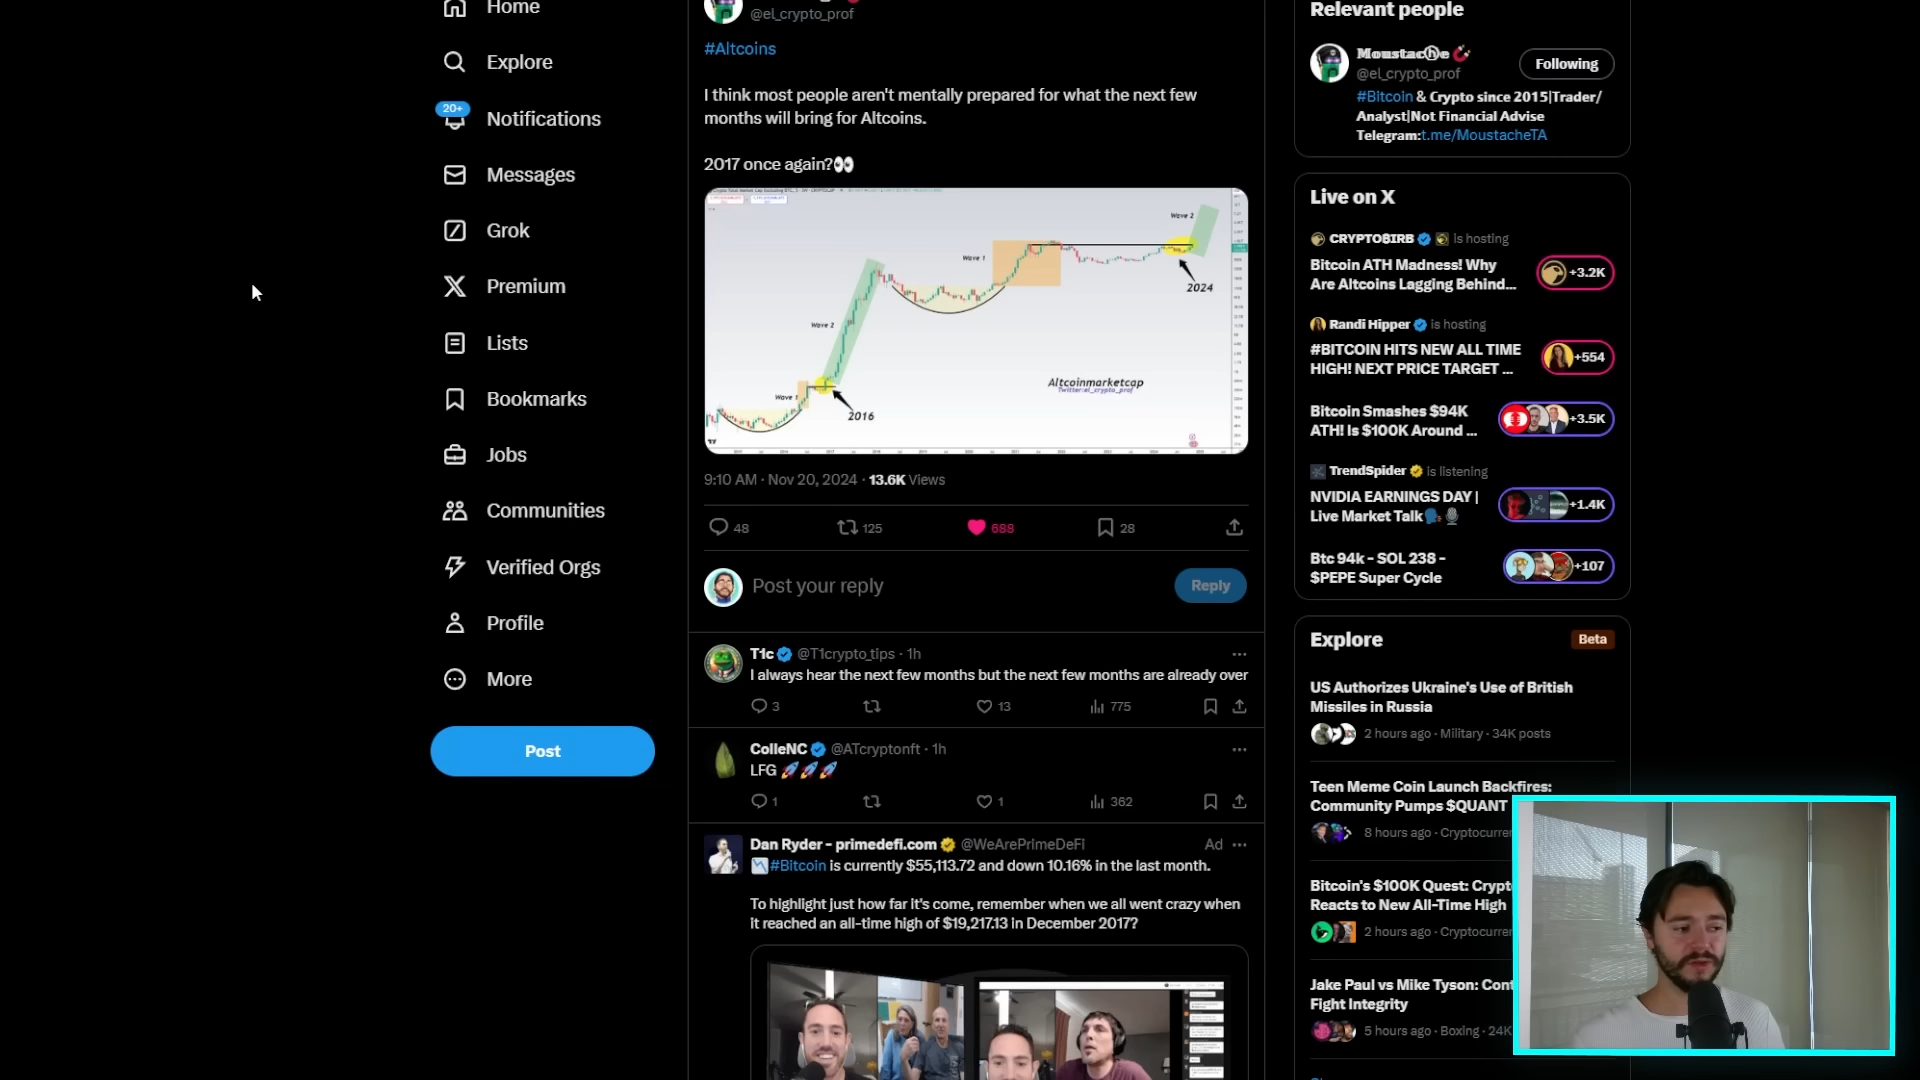 Home
Explore
20+
Notifications
Messages
Grok
Premium
Lists
Bookmarks
Jobs
Communities
Verified Orgs
Profile
More
Post
@el_crypto_prof
#Altcoins
I think most people aren't mentally prepared for what the next few
months will bring for Altcoins.
2017 once again?👀
Wave 2
Wave 1
2024
Wave 2
Altcoinmarketcap
Twitter:el_crypto_prof
Wave 1
2016
9:10 AM · Nov 20, 2024 · 13.6K Views
48
125
688
28
Post your reply
Reply
T1c @T1crypto_tips · 1h
I always hear the next few months but the next few months are already over
3
13
775
ColleNC @ATcryptonft · 1h
LFG 🚀🚀🚀
1
1
362
Dan Ryder - primedefi.com @WeArePrimeDeFi
Ad
📉#Bitcoin is currently $55,113.72 and down 10.16% in the last month.
To highlight just how far it's come, remember when we all went crazy when
it reached an all-time high of $19,217.13 in December 2017?
Relevant people
Moustacⓗe
Following
@el_crypto_prof
#Bitcoin & Crypto since 2015|Trader/
Analyst|Not Financial Advise
Telegram:t.me/MoustacheTA
Live on X
CRYPTO₿IRB is hosting
Bitcoin ATH Madness! Why
Are Altcoins Lagging Behind...
+3.2K
Randi Hipper is hosting
#BITCOIN HITS NEW ALL TIME
HIGH! NEXT PRICE TARGET ...
+554
Bitcoin Smashes $94K
ATH! Is $100K Around ...
+3.5K
TrendSpider is listening
NVIDIA EARNINGS DAY |
Live Market Talk🗣🎙
+1.4K
Btc 94k - SOL 238 -
$PEPE Super Cycle
+107
Explore
Beta
US Authorizes Ukraine's Use of British
Missiles in Russia
2 hours ago · Military · 34K posts
Teen Meme Coin Launch Backfires:
Community Pumps $QUANT
8 hours ago · Cryptocurre
Bitcoin's $100K Quest: Crypt
Reacts to New All-Time High
2 hours ago · Cryptocurre
Jake Paul vs Mike Tyson: Con
Fight Integrity
5 hours ago · Boxing · 24K